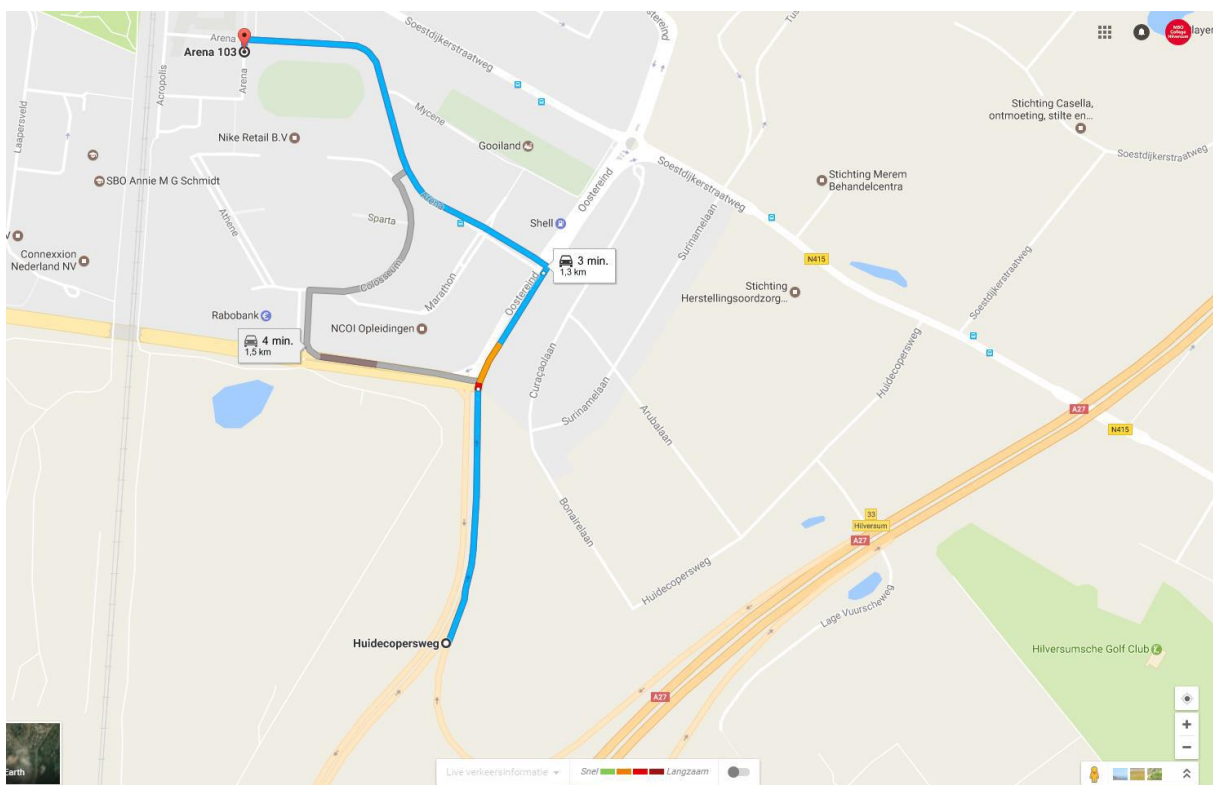 Arena
Arena 103
Arena
Acropolis
Laapersveld
Soestdijkerstraatweg
Oostereind
Mycene
Nike Retail B.V
Gooiland
SBO Annie M G Schmidt
Athene
Sparta
Arena
Shell
Oostereind
Soestdijkerstraatweg
Surinamelaan
MBO
College
Hilversum
Stichting Casella,
ontmoeting, stilte en...
Soestdijkerstraatweg
Stichting Merem
Behandelcentra
N415
Connexxion
Nederland NV
Colosseum
Marathon
Oostereind
3 min.
1,3 km
Stichting
Herstellingsoordzorg...
Soestdijkerstraatweg
Rabobank
NCOI Opleidingen
4 min.
1,5 km
Curaçaolaan
Surinamelaan
Arubalaan
Huidecopersweg
A27
N415
Bonairelaan
33
Hilversum
A27
Huidecopersweg
Lage Vuurscheweg
Huidecopersweg
Hilversumsche Golf Club
A27
Earth
Live verkeersinformatie
Snel
Langzaam